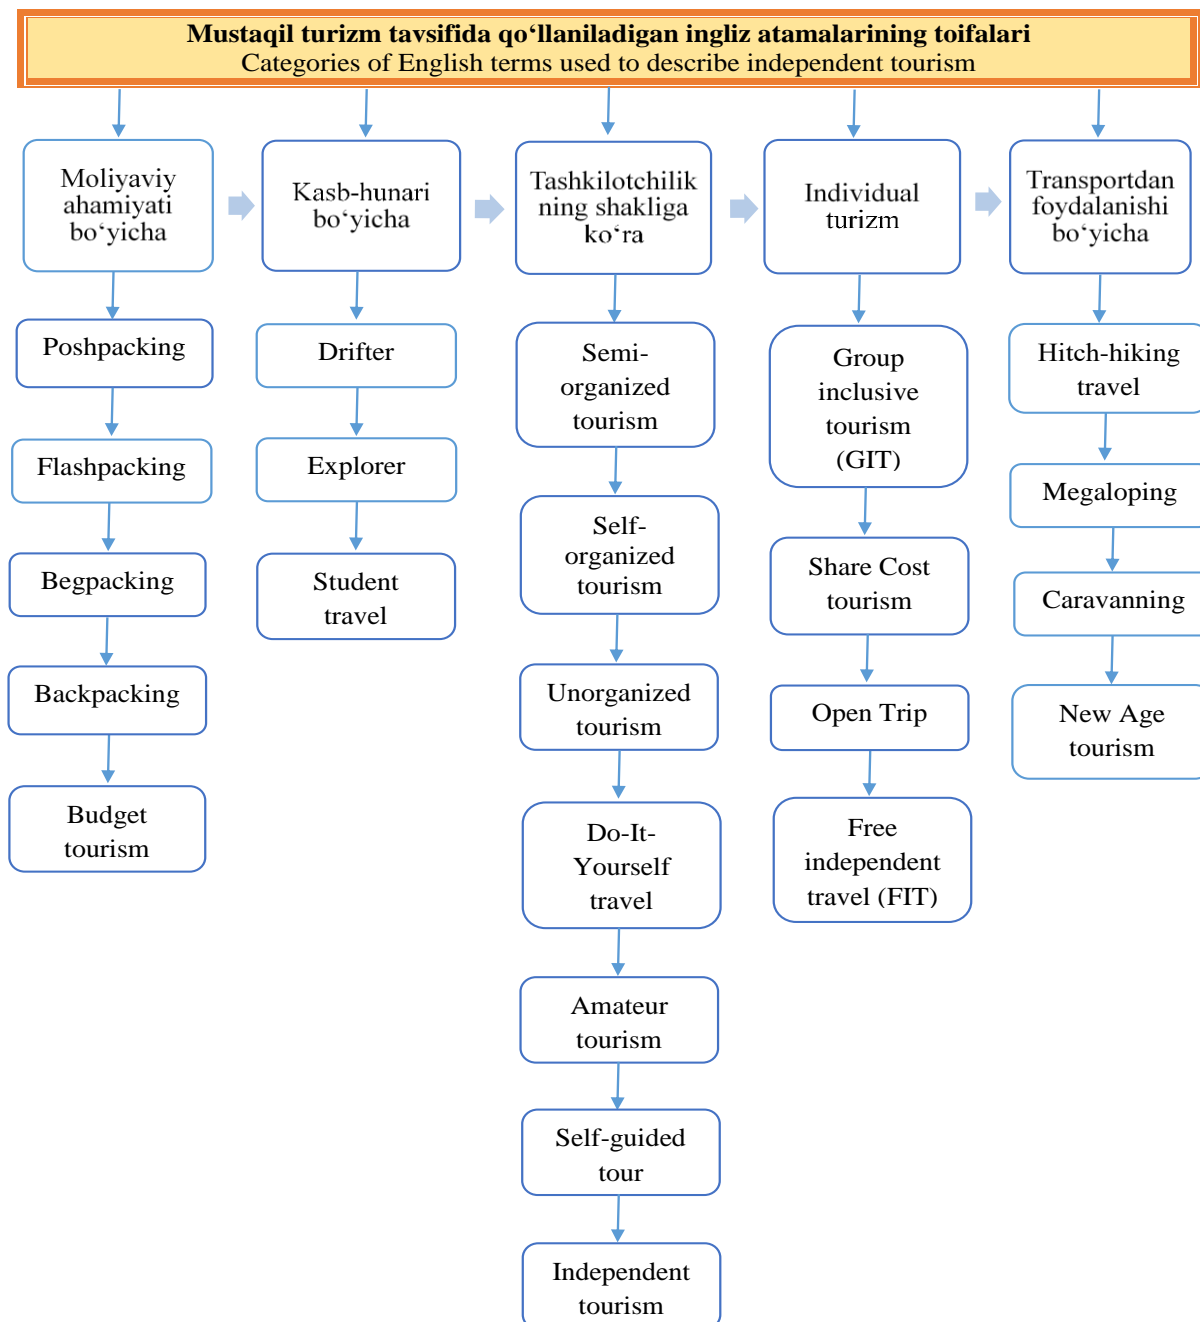 Mustaqil turizm tavsifida qo‘llaniladigan ingliz atamalarining toifalari
Categories of English terms used to describe independent tourism
Moliyaviy
ahamiyati
bo‘yicha
Poshpacking
Flashpacking
Begpacking
Backpacking
Budget
tourism
Kasb-hunari
bo‘yicha
Drifter
Explorer
Student
travel
Tashkilotchilik
ning shakliga
ko‘ra
Semi-
organized
tourism
Self-
organized
tourism
Unorganized
tourism
Do-It-
Yourself
travel
Amateur
tourism
Self-guided
tour
Independent
tourism
Individual
turizm
Group
inclusive
tourism
(GIT)
Share Cost
tourism
Open Trip
Free
independent
travel (FIT)
Transportdan
foydalanishi
bo‘yicha
Hitch-hiking
travel
Megaloping
Caravanning
New Age
tourism